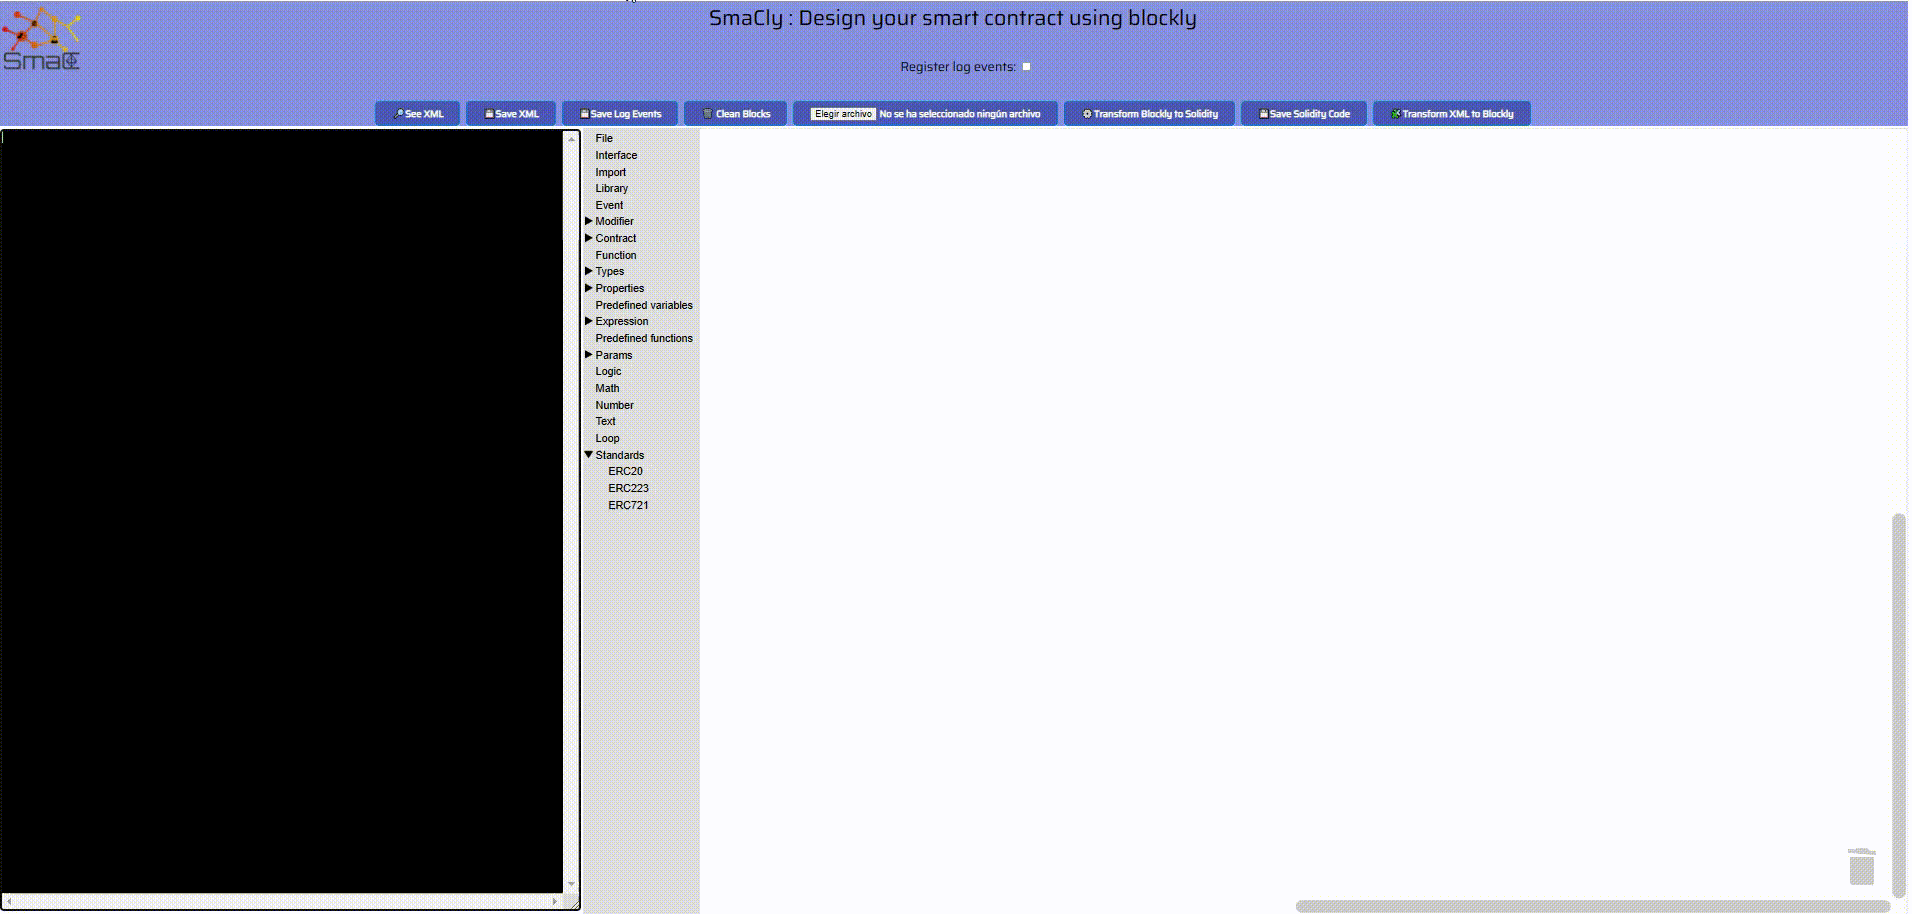 SmaCly : Design your smart contract using blockly
SmaC
Register log events:
See XML Save XML Save Log Events Clean Blocks Elegir archivo No se ha seleccionado ningún archivo Transform Blockly to Solidity Save Solidity Code Transform XML to Blockly
File
Interface
Import
Library
Event
Modifier
Contract
Function
Types
Properties
Predefined variables
Expression
Predefined functions
Params
Logic
Math
Number
Text
Loop
Standards
ERC20
ERC223
ERC721